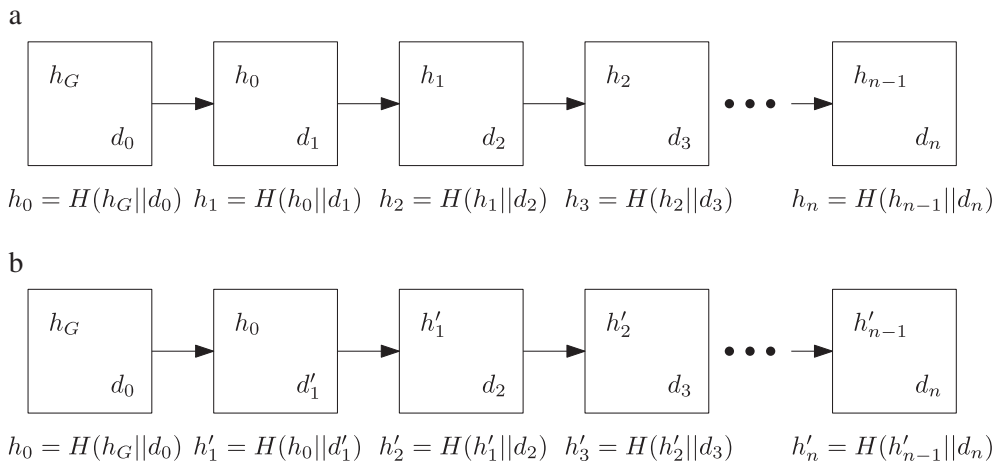 a
h_G h_0 h_1 h_2 h_{n-1}
d_0 d_1 d_2 d_3 d_n
h_0 = H(h_G||d_0) h_1 = H(h_0||d_1) h_2 = H(h_1||d_2) h_3 = H(h_2||d_3) h_n = H(h_{n-1}||d_n)
b
h_G h_0 h'_1 h'_2 h'_{n-1}
d_0 d'_1 d_2 d_3 d_n
h_0 = H(h_G||d_0) h'_1 = H(h_0||d'_1) h'_2 = H(h'_1||d_2) h'_3 = H(h'_2||d_3) h'_n = H(h'_{n-1}||d_n)